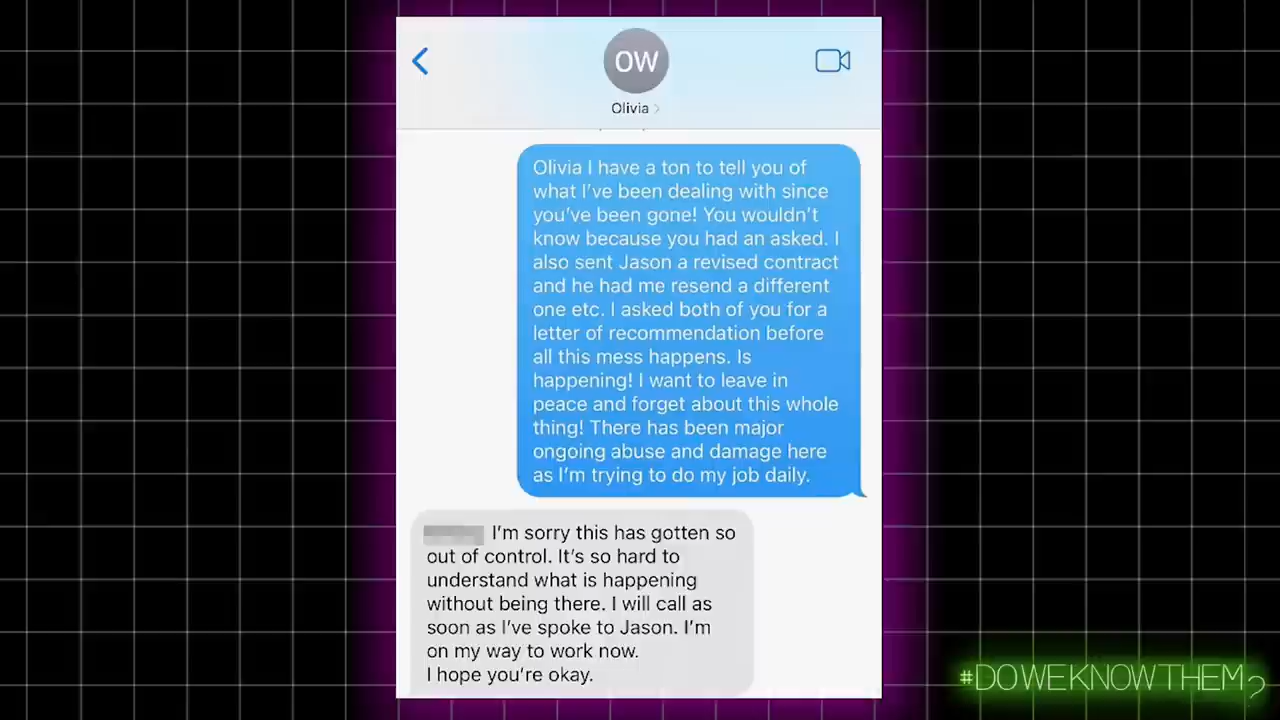 OW
Olivia
Olivia I have a ton to tell you of
what I've been dealing with since
you've been gone! You wouldn't
know because you had an asked. I
also sent Jason a revised contract
and he had me resend a different
one etc. I asked both of you for a
letter of recommendation before
all this mess happens. Is
happening! I want to leave in
peace and forget about this whole
thing! There has been major
ongoing abuse and damage here
as I'm trying to do my job daily.
I'm sorry this has gotten so
out of control. It's so hard to
understand what is happening
without being there. I will call as
soon as I've spoke to Jason. I'm
on my way to work now.
I hope you're okay.
#DOWEKNOWTHEM?